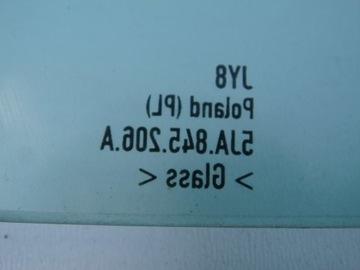 JY8
Poland (PL)
5JA.845.206.A
> Glass <